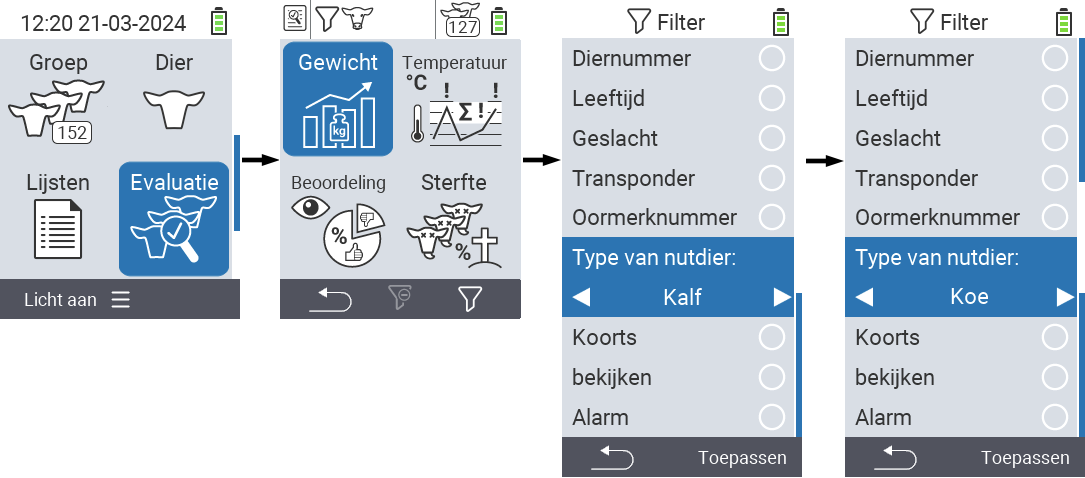 12:20 21-03-2024
Groep
Dier
152
Lijsten
Evaluatie
Licht aan
127
Gewicht
Temperatuur
°C
! !
Σ !
kg
Beoordeling
Sterfte
%
%
Filter
Diernummer
Leeftijd
Geslacht
Transponder
Oormerknummer
Type van nutdier:
Kalf
Koorts
bekijken
Alarm
Toepassen
Filter
Diernummer
Leeftijd
Geslacht
Transponder
Oormerknummer
Type van nutdier:
Koe
Koorts
bekijken
Alarm
Toepassen